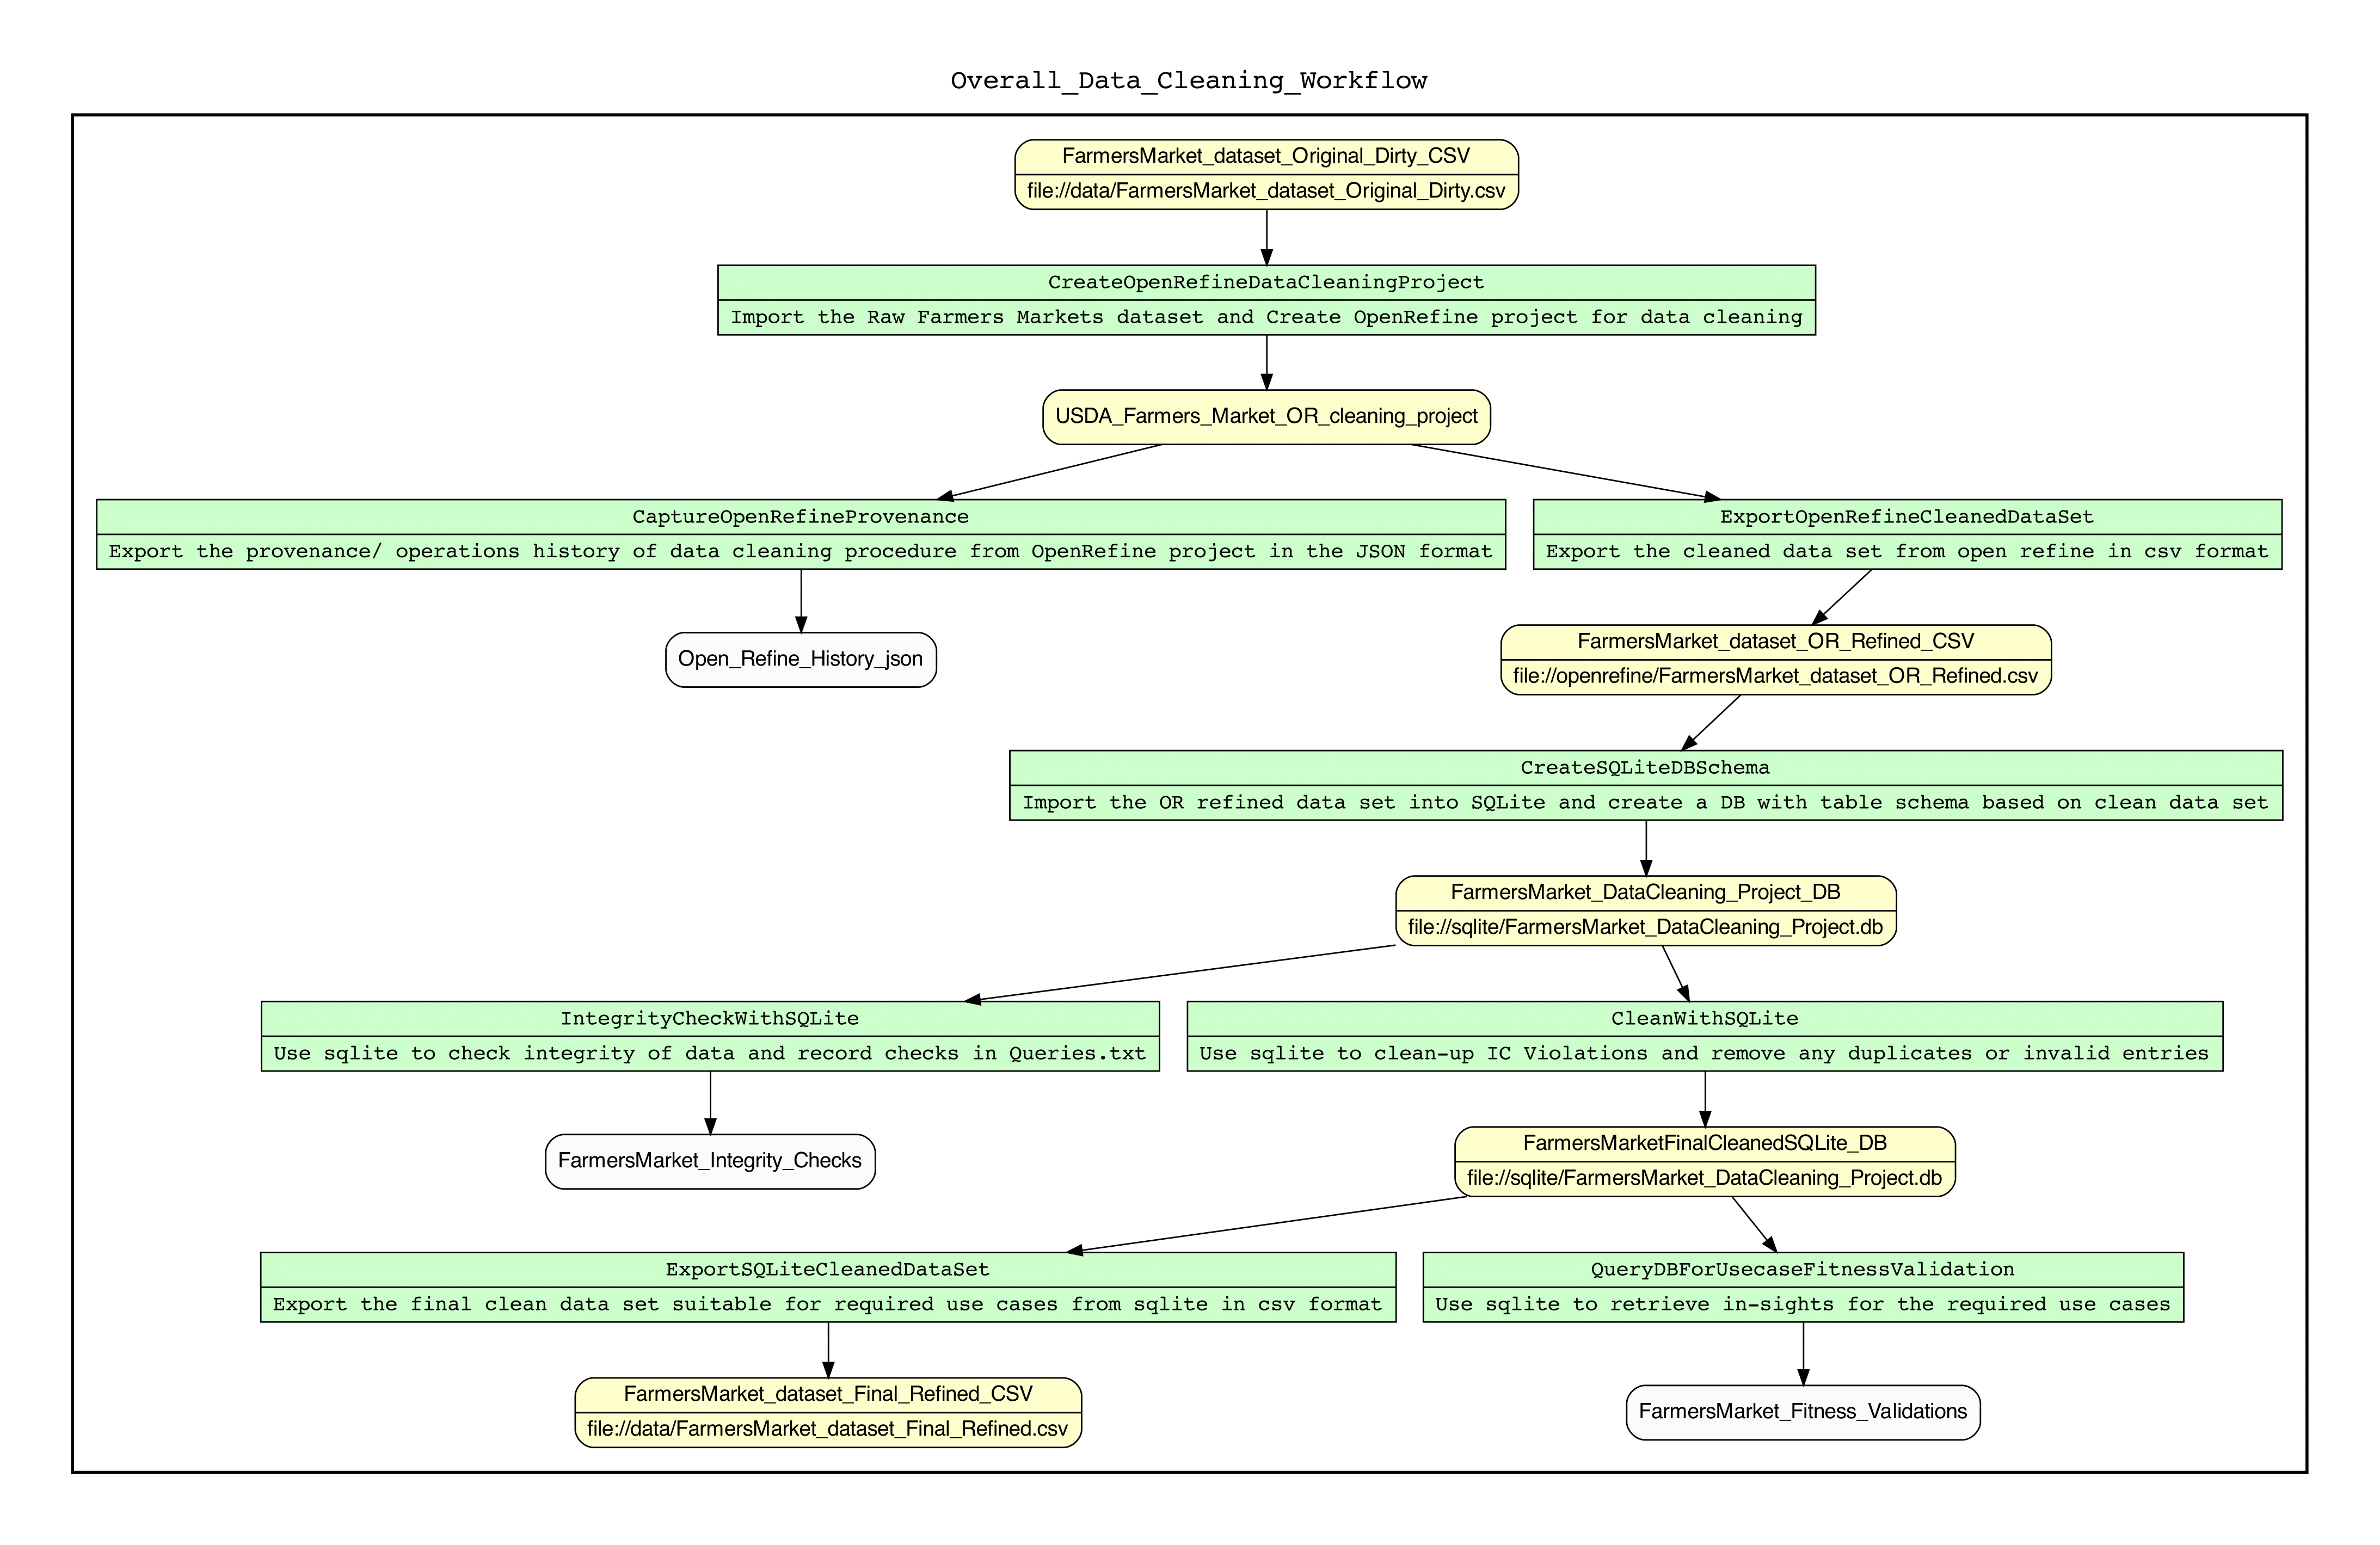 Overall_Data_Cleaning_Workflow
FarmersMarket_dataset_Original_Dirty_CSV
file://data/FarmersMarket_dataset_Original_Dirty.csv
CreateOpenRefineDataCleaningProject
Import the Raw Farmers Markets dataset and Create OpenRefine project for data cleaning
USDA_Farmers_Market_OR_cleaning_project
CaptureOpenRefineProvenance
Export the provenance/ operations history of data cleaning procedure from OpenRefine project in the JSON format
ExportOpenRefineCleanedDataSet
Export the cleaned data set from open refine in csv format
Open_Refine_History_json
FarmersMarket_dataset_OR_Refined_CSV
file://openrefine/FarmersMarket_dataset_OR_Refined.csv
CreateSQLiteDBSchema
Import the OR refined data set into SQLite and create a DB with table schema based on clean data set
FarmersMarket_DataCleaning_Project_DB
file://sqlite/FarmersMarket_DataCleaning_Project.db
IntegrityCheckWithSQLite
Use sqlite to check integrity of data and record checks in Queries.txt
CleanWithSQLite
Use sqlite to clean-up IC Violations and remove any duplicates or invalid entries
FarmersMarket_Integrity_Checks
FarmersMarketFinalCleanedSQLite_DB
file://sqlite/FarmersMarket_DataCleaning_Project.db
ExportSQLiteCleanedDataSet
Export the final clean data set suitable for required use cases from sqlite in csv format
QueryDBForUsecaseFitnessValidation
Use sqlite to retrieve in-sights for the required use cases
FarmersMarket_dataset_Final_Refined_CSV
file://data/FarmersMarket_dataset_Final_Refined.csv
FarmersMarket_Fitness_Validations